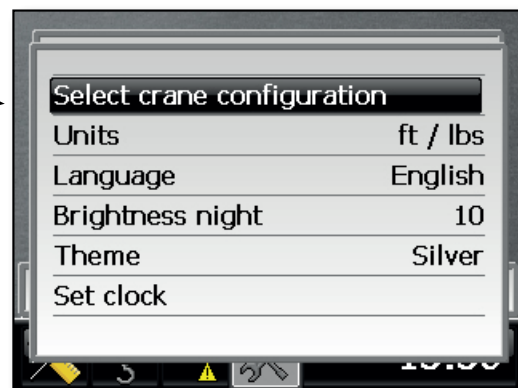 Select crane configuration
Units ft / lbs
Language English
Brightness night 10
Theme Silver
Set clock